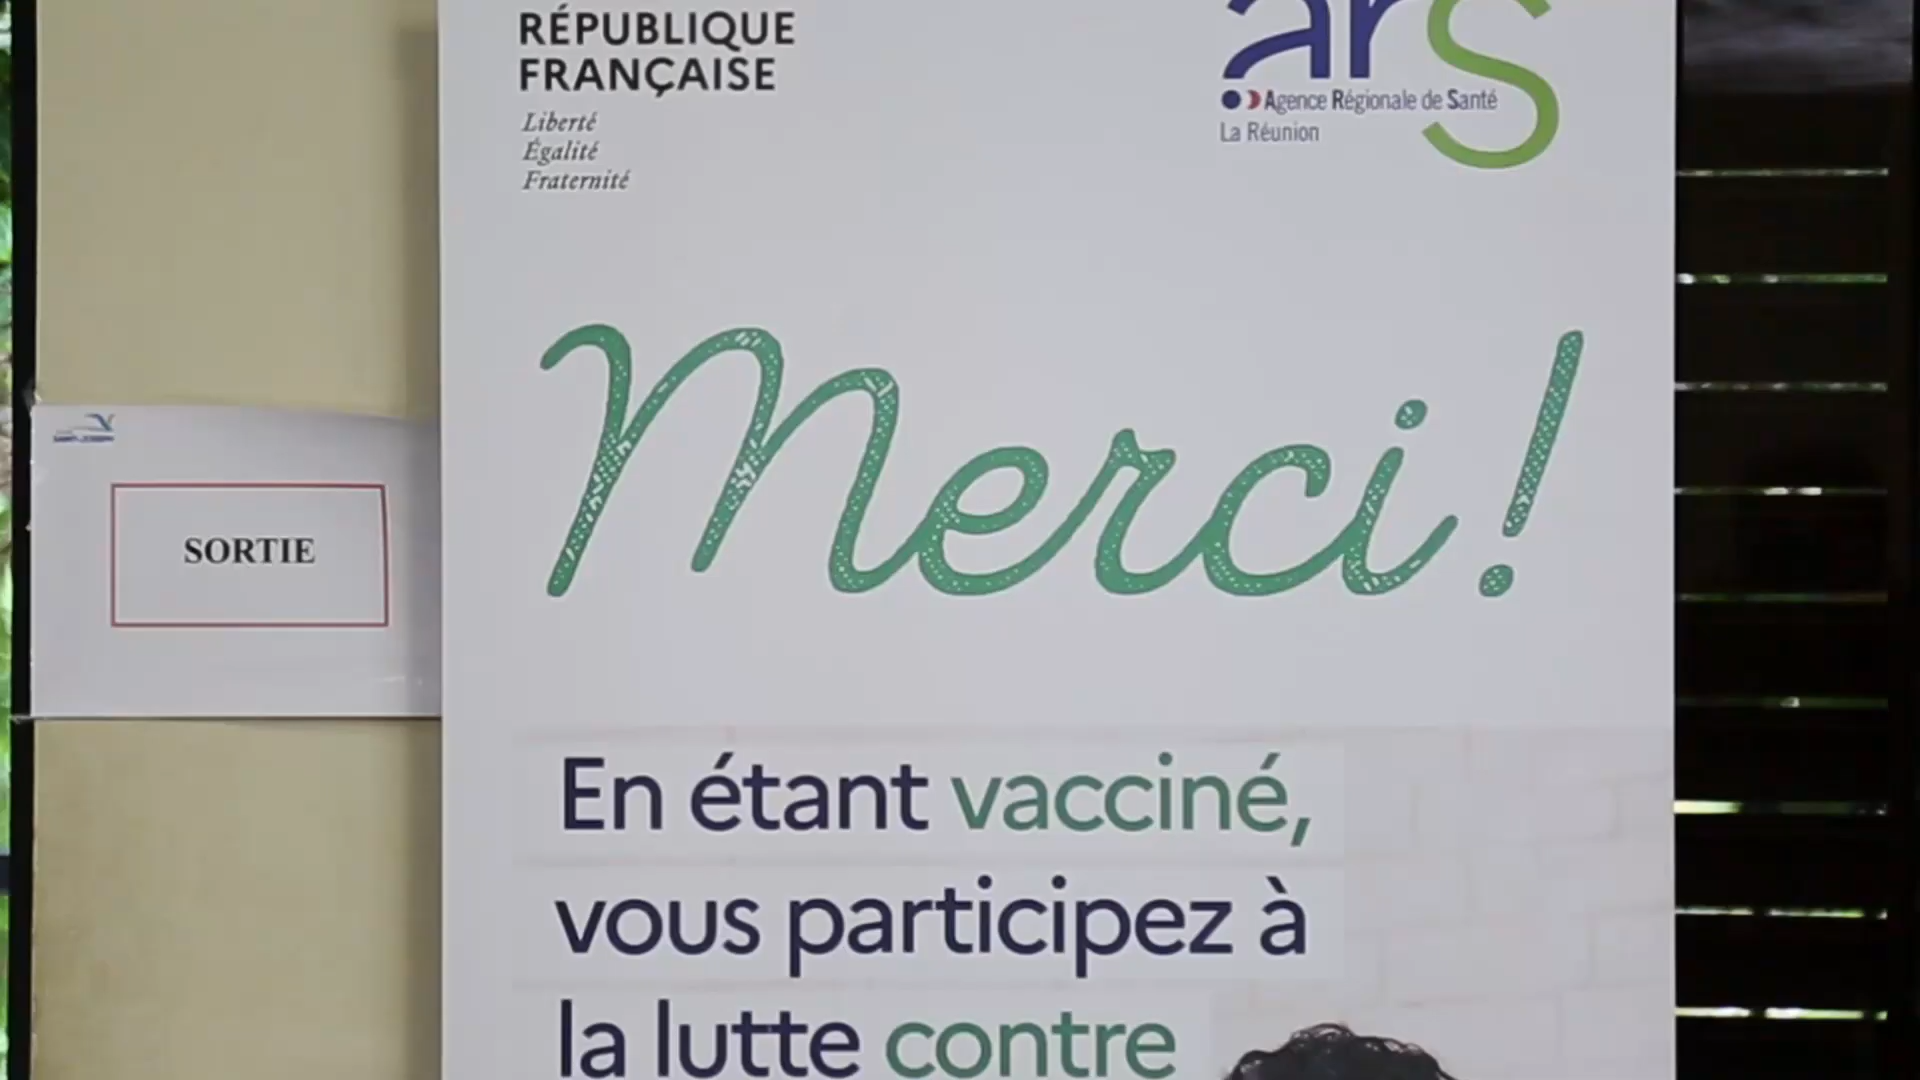 RÉPUBLIQUE
FRANÇAISE
Liberté
Égalité
Fraternité
ars
Agence Régionale de Santé
La Réunion
Merci !
SORTIE
En étant vacciné,
vous participez à
la lutte contre